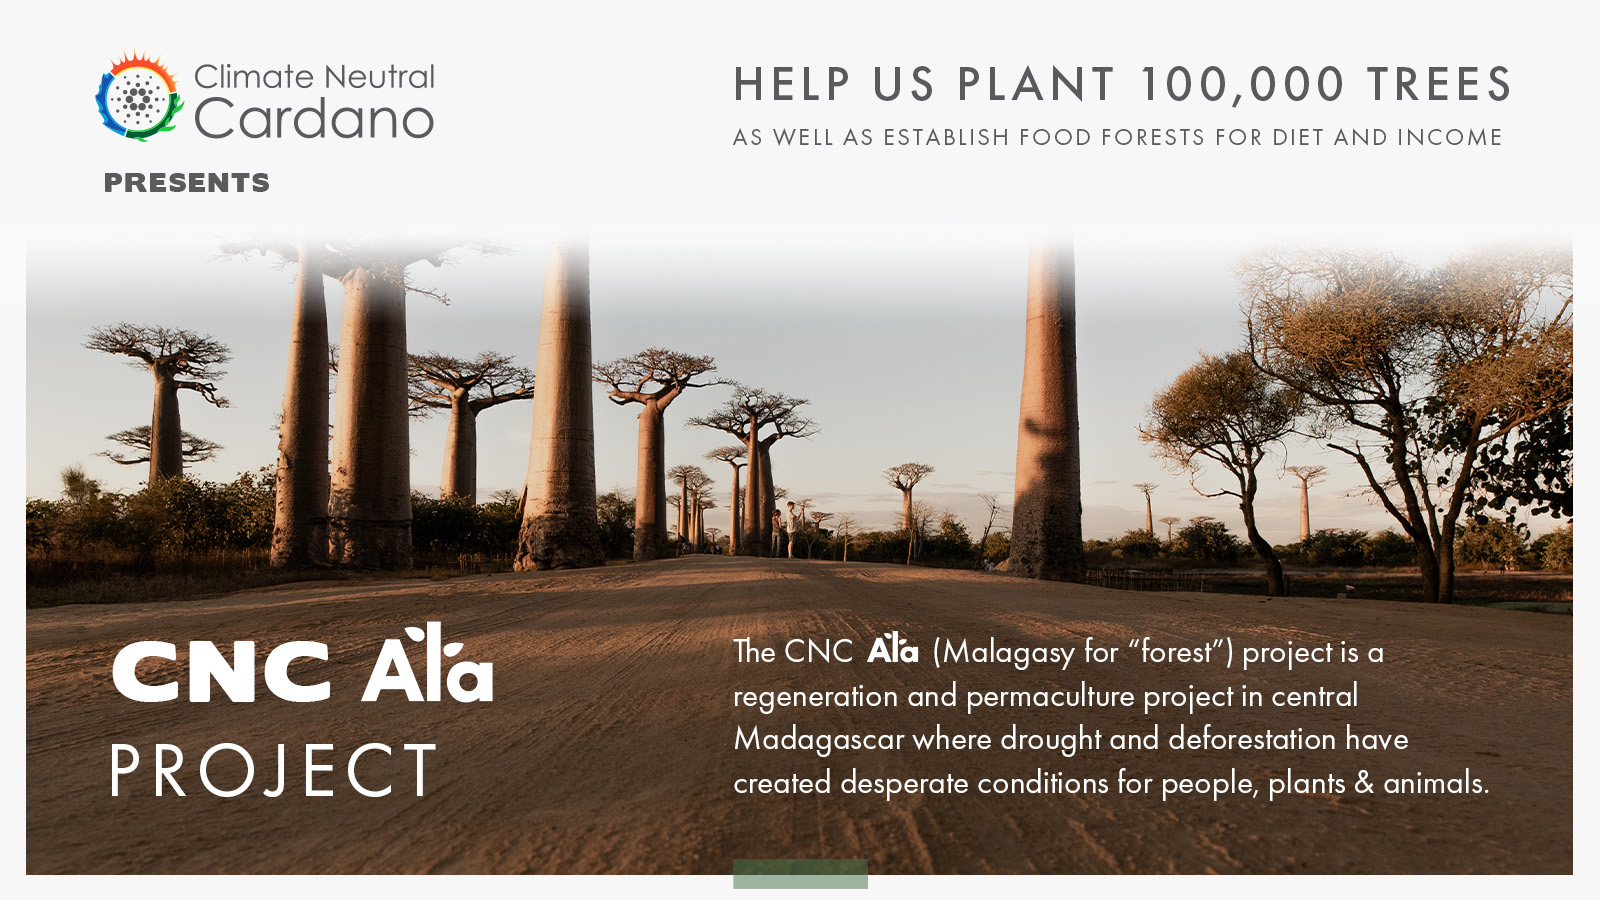 Climate Neutral
Cardano
PRESENTS
HELP US PLANT 100,000 TREES
AS WELL AS ESTABLISH FOOD FORESTS FOR DIET AND INCOME
CNC Ala
PROJECT
The CNC Ala (Malagasy for “forest”) project is a
regeneration and permaculture project in central
Madagascar where drought and deforestation have
created desperate conditions for people, plants & animals.